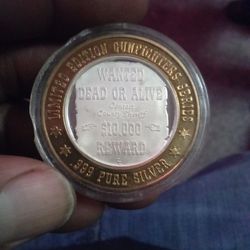 LIMITED EDITION GUNFIGHTERS SERIES
WANTED
DEAD OR ALIVE
$10,000
REWARD
.999 PURE SILVER